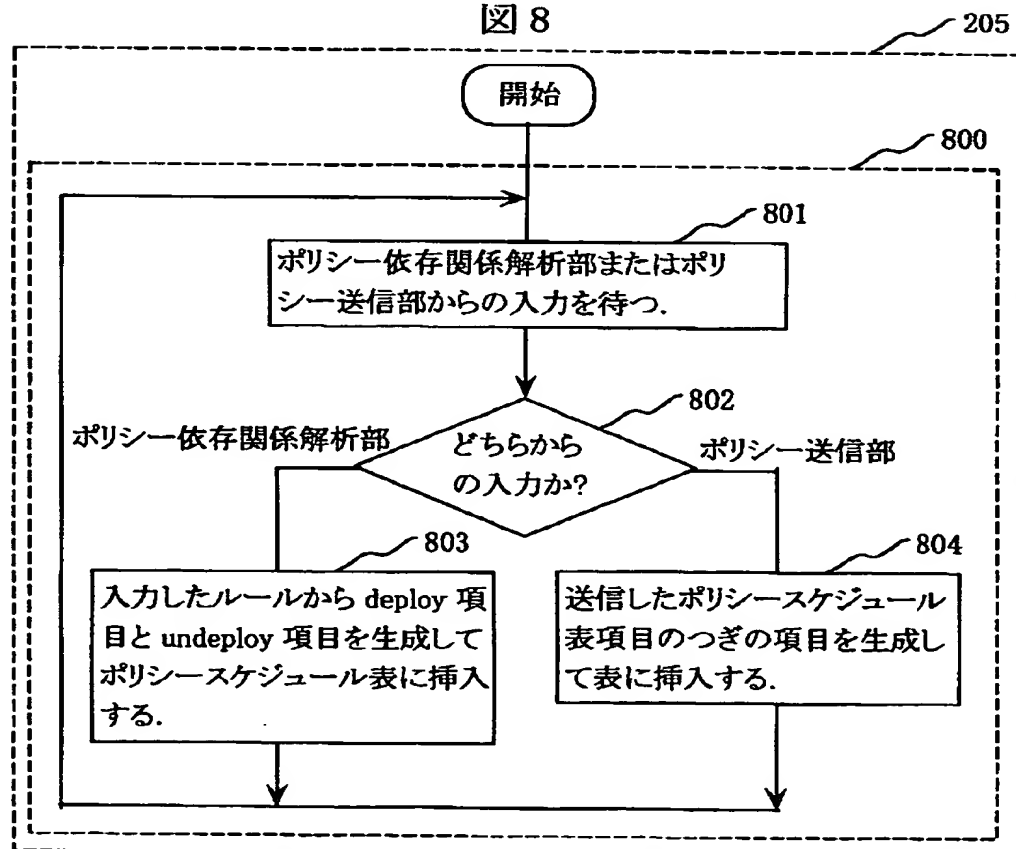 図 8
205
開始
800
801
ポリシー依存関係解析部またはポリ
シー送信部からの入力を待つ.
802
ポリシー依存関係解析部
どちらから
の入力か?
ポリシー送信部
803
入力したルールから deploy 項
目と undeploy 項目を生成して
ポリシースケジュール表に挿入
する.
804
送信したポリシースケジュール
表項目のつぎの項目を生成し
て表に挿入する.